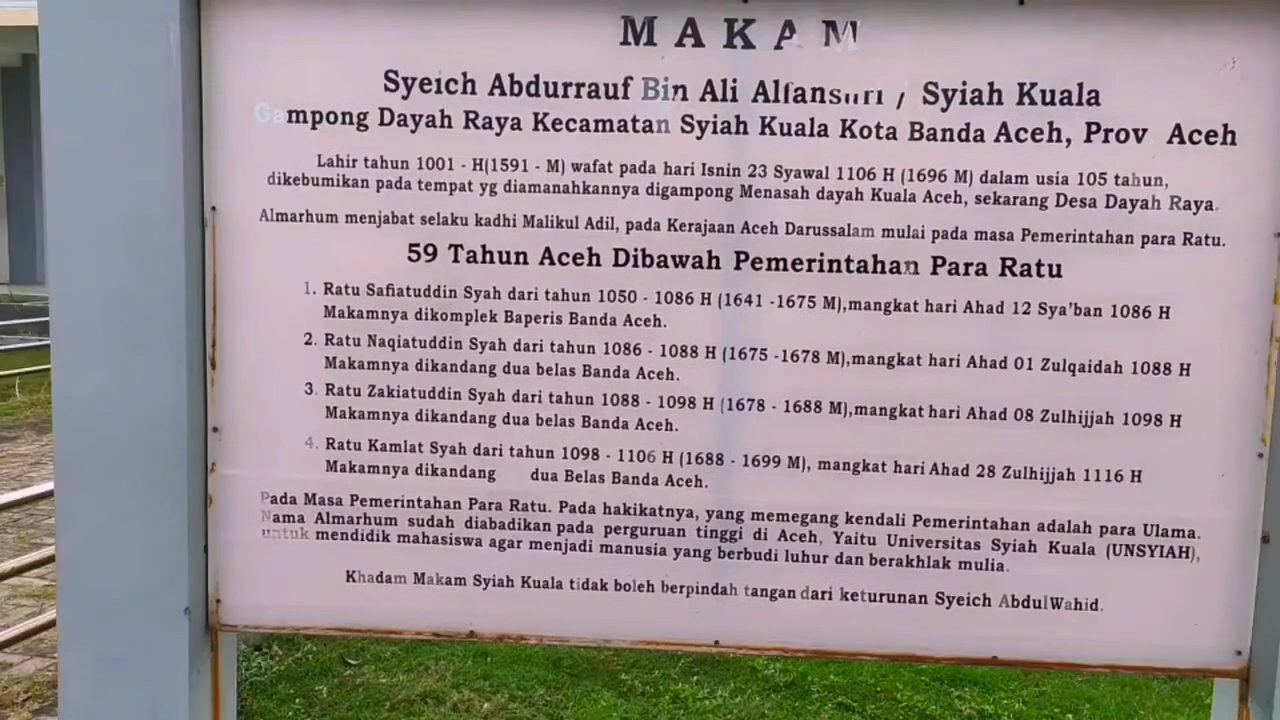 MAKAM
Syeich Abdurrauf Bin Ali Alfansuri / Syiah Kuala
Gampong Dayah Raya Kecamatan Syiah Kuala Kota Banda Aceh, Prov Aceh
Lahir tahun 1001 - H(1591 - M) wafat pada hari Isnin 23 Syawal 1106 H (1696 M) dalam usia 105 tahun,
dikebumikan pada tempat yg diamanahkannya digampong Menasah dayah Kuala Aceh, sekarang Desa Dayah Raya.
Almarhum menjabat selaku kadhi Malikul Adil, pada Kerajaan Aceh Darussalam mulai pada masa Pemerintahan para Ratu.
59 Tahun Aceh Dibawah Pemerintahan Para Ratu
1. Ratu Safiatuddin Syah dari tahun 1050 - 1086 H (1641 -1675 M),mangkat hari Ahad 12 Sya'ban 1086 H
Makamnya dikomplek Baperis Banda Aceh.
2. Ratu Naqiatuddin Syah dari tahun 1086 - 1088 H (1675 -1678 M),mangkat hari Ahad 01 Zulqaidah 1088 H
Makamnya dikandang dua belas Banda Aceh.
3. Ratu Zakiatuddin Syah dari tahun 1088 - 1098 H (1678 - 1688 M),mangkat hari Ahad 08 Zulhijjah 1098 H
Makamnya dikandang dua belas Banda Aceh.
4. Ratu Kamlat Syah dari tahun 1098 - 1106 H (1688 - 1699 M), mangkat hari Ahad 28 Zulhijjah 1116 H
Makamnya dikandang dua Belas Banda Aceh.
Pada Masa Pemerintahan Para Ratu. Pada hakikatnya, yang memegang kendali Pemerintahan adalah para Ulama.
Nama Almarhum sudah diabadikan pada perguruan tinggi di Aceh, Yaitu Universitas Syiah Kuala (UNSYIAH),
untuk mendidik mahasiswa agar menjadi manusia yang berbudi luhur dan berakhlak mulia.
Khadam Makam Syiah Kuala tidak boleh berpindah tangan dari keturunan Syeich AbdulWahid.